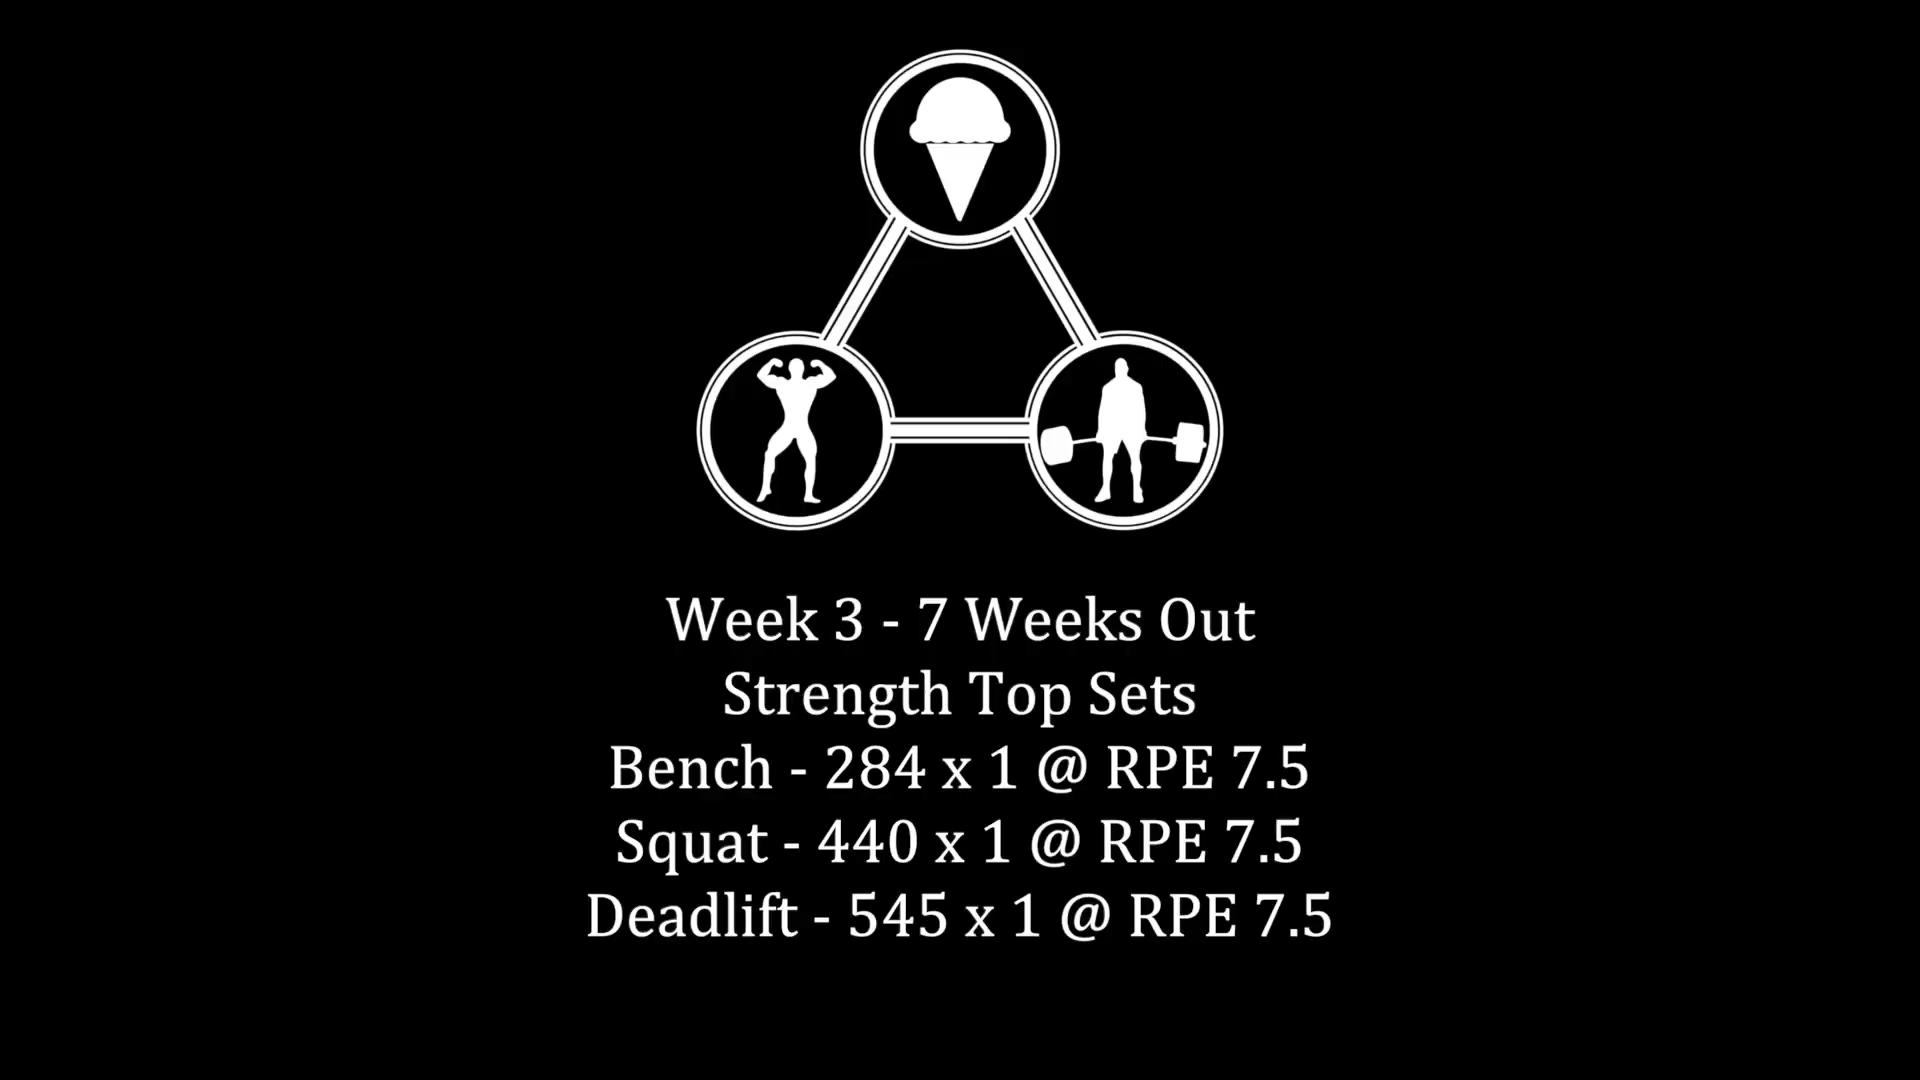 Week 3 - 7 Weeks Out
Strength Top Sets
Bench - 284 x 1 @ RPE 7.5
Squat - 440 x 1 @ RPE 7.5
Deadlift - 545 x 1 @ RPE 7.5